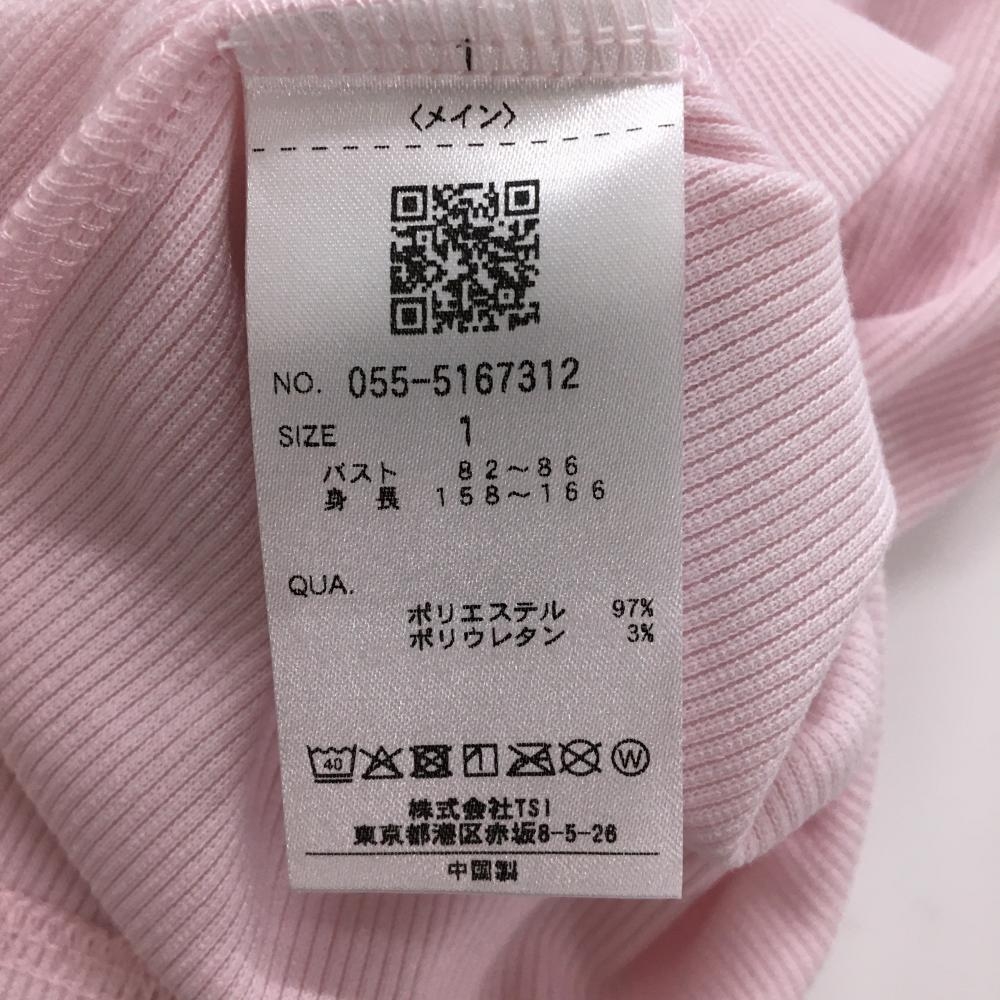 1
〈メイン〉
NO. 055-5167312
SIZE 1
バスト 82～86
身長 158～166
QUA.
ポリエステル 97%
ポリウレタン 3%
40 W
株式会社TSI
東京都港区赤坂8-5-26
中国製